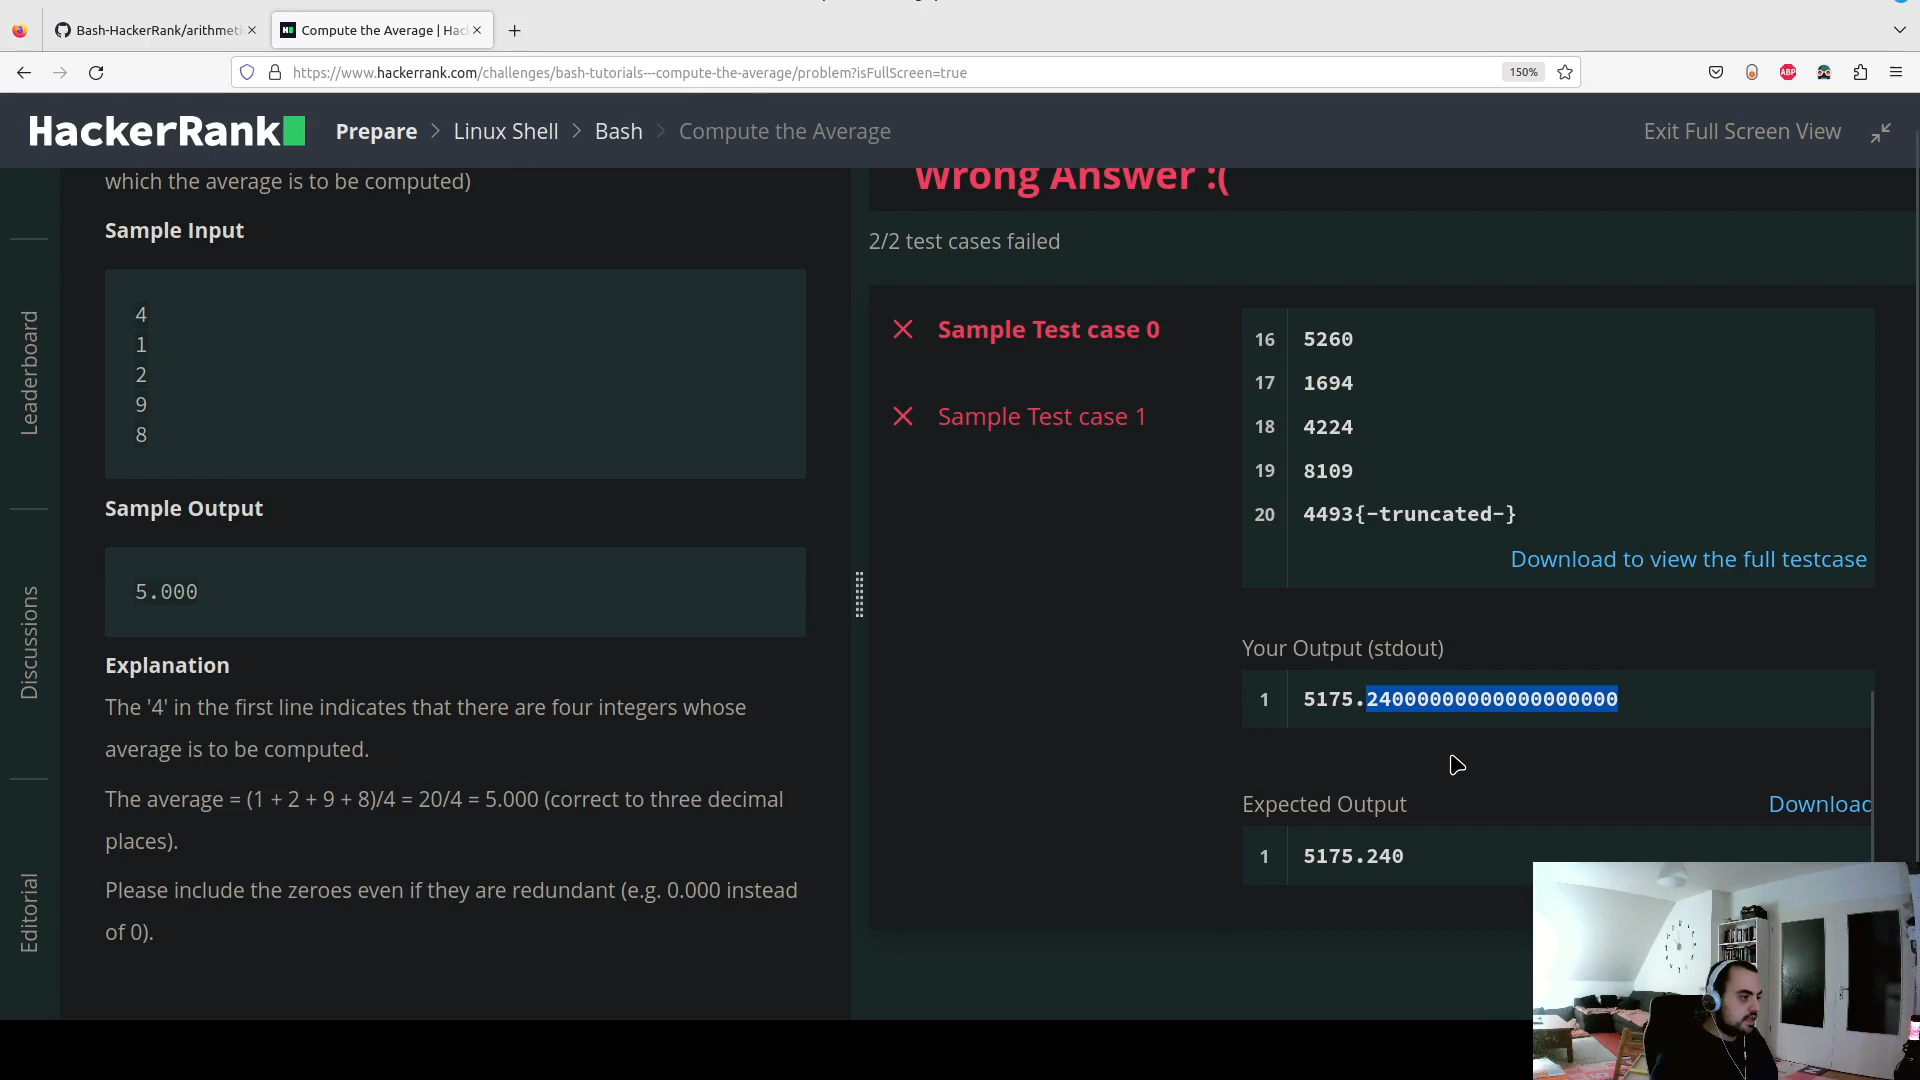 Bash-HackerRank/arithmeti
Compute the Average | Hac
https://www.hackerrank.com/challenges/bash-tutorials---compute-the-average/problem?isFullScreen=true
150%
ABP
HackerRank
Prepare > Linux Shell > Bash > Compute the Average
Exit Full Screen View
Leaderboard
Discussions
Editorial
which the average is to be computed)
Sample Input
4
1
2
9
8
Sample Output
5.000
Explanation
The '4' in the first line indicates that there are four integers whose
average is to be computed.
The average = (1 + 2 + 9 + 8)/4 = 20/4 = 5.000 (correct to three decimal
places).
Please include the zeroes even if they are redundant (e.g. 0.000 instead
of 0).
Wrong Answer :(
2/2 test cases failed
Sample Test case 0
Sample Test case 1
16 5260
17 1694
18 4224
19 8109
20 4493{-truncated-}
Download to view the full testcase
Your Output (stdout)
1 5175.24000000000000000000
Expected Output
Download
1 5175.240